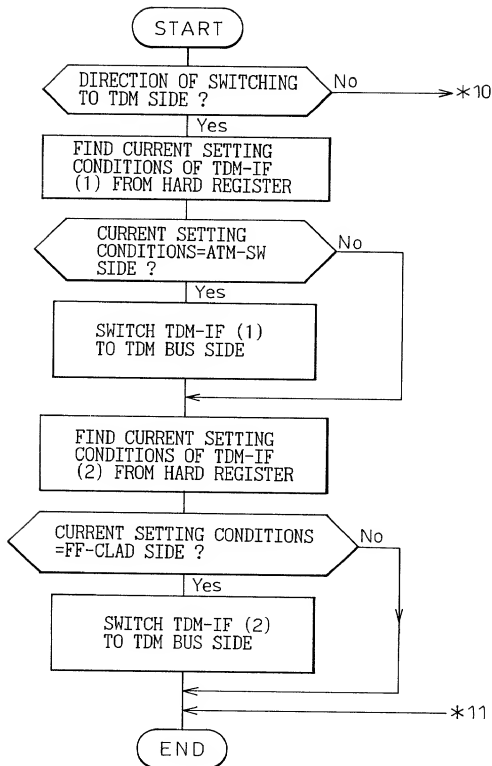 START
DIRECTION OF SWITCHING
TO TDM SIDE ?
No
*10
Yes
FIND CURRENT SETTING
CONDITIONS OF TDM-IF
(1) FROM HARD REGISTER
CURRENT SETTING
CONDITIONS=ATM-SW
SIDE ?
No
Yes
SWITCH TDM-IF (1)
TO TDM BUS SIDE
FIND CURRENT SETTING
CONDITIONS OF TDM-IF
(2) FROM HARD REGISTER
CURRENT SETTING CONDITIONS
=FF-CLAD SIDE ?
No
Yes
SWITCH TDM-IF (2)
TO TDM BUS SIDE
*11
END